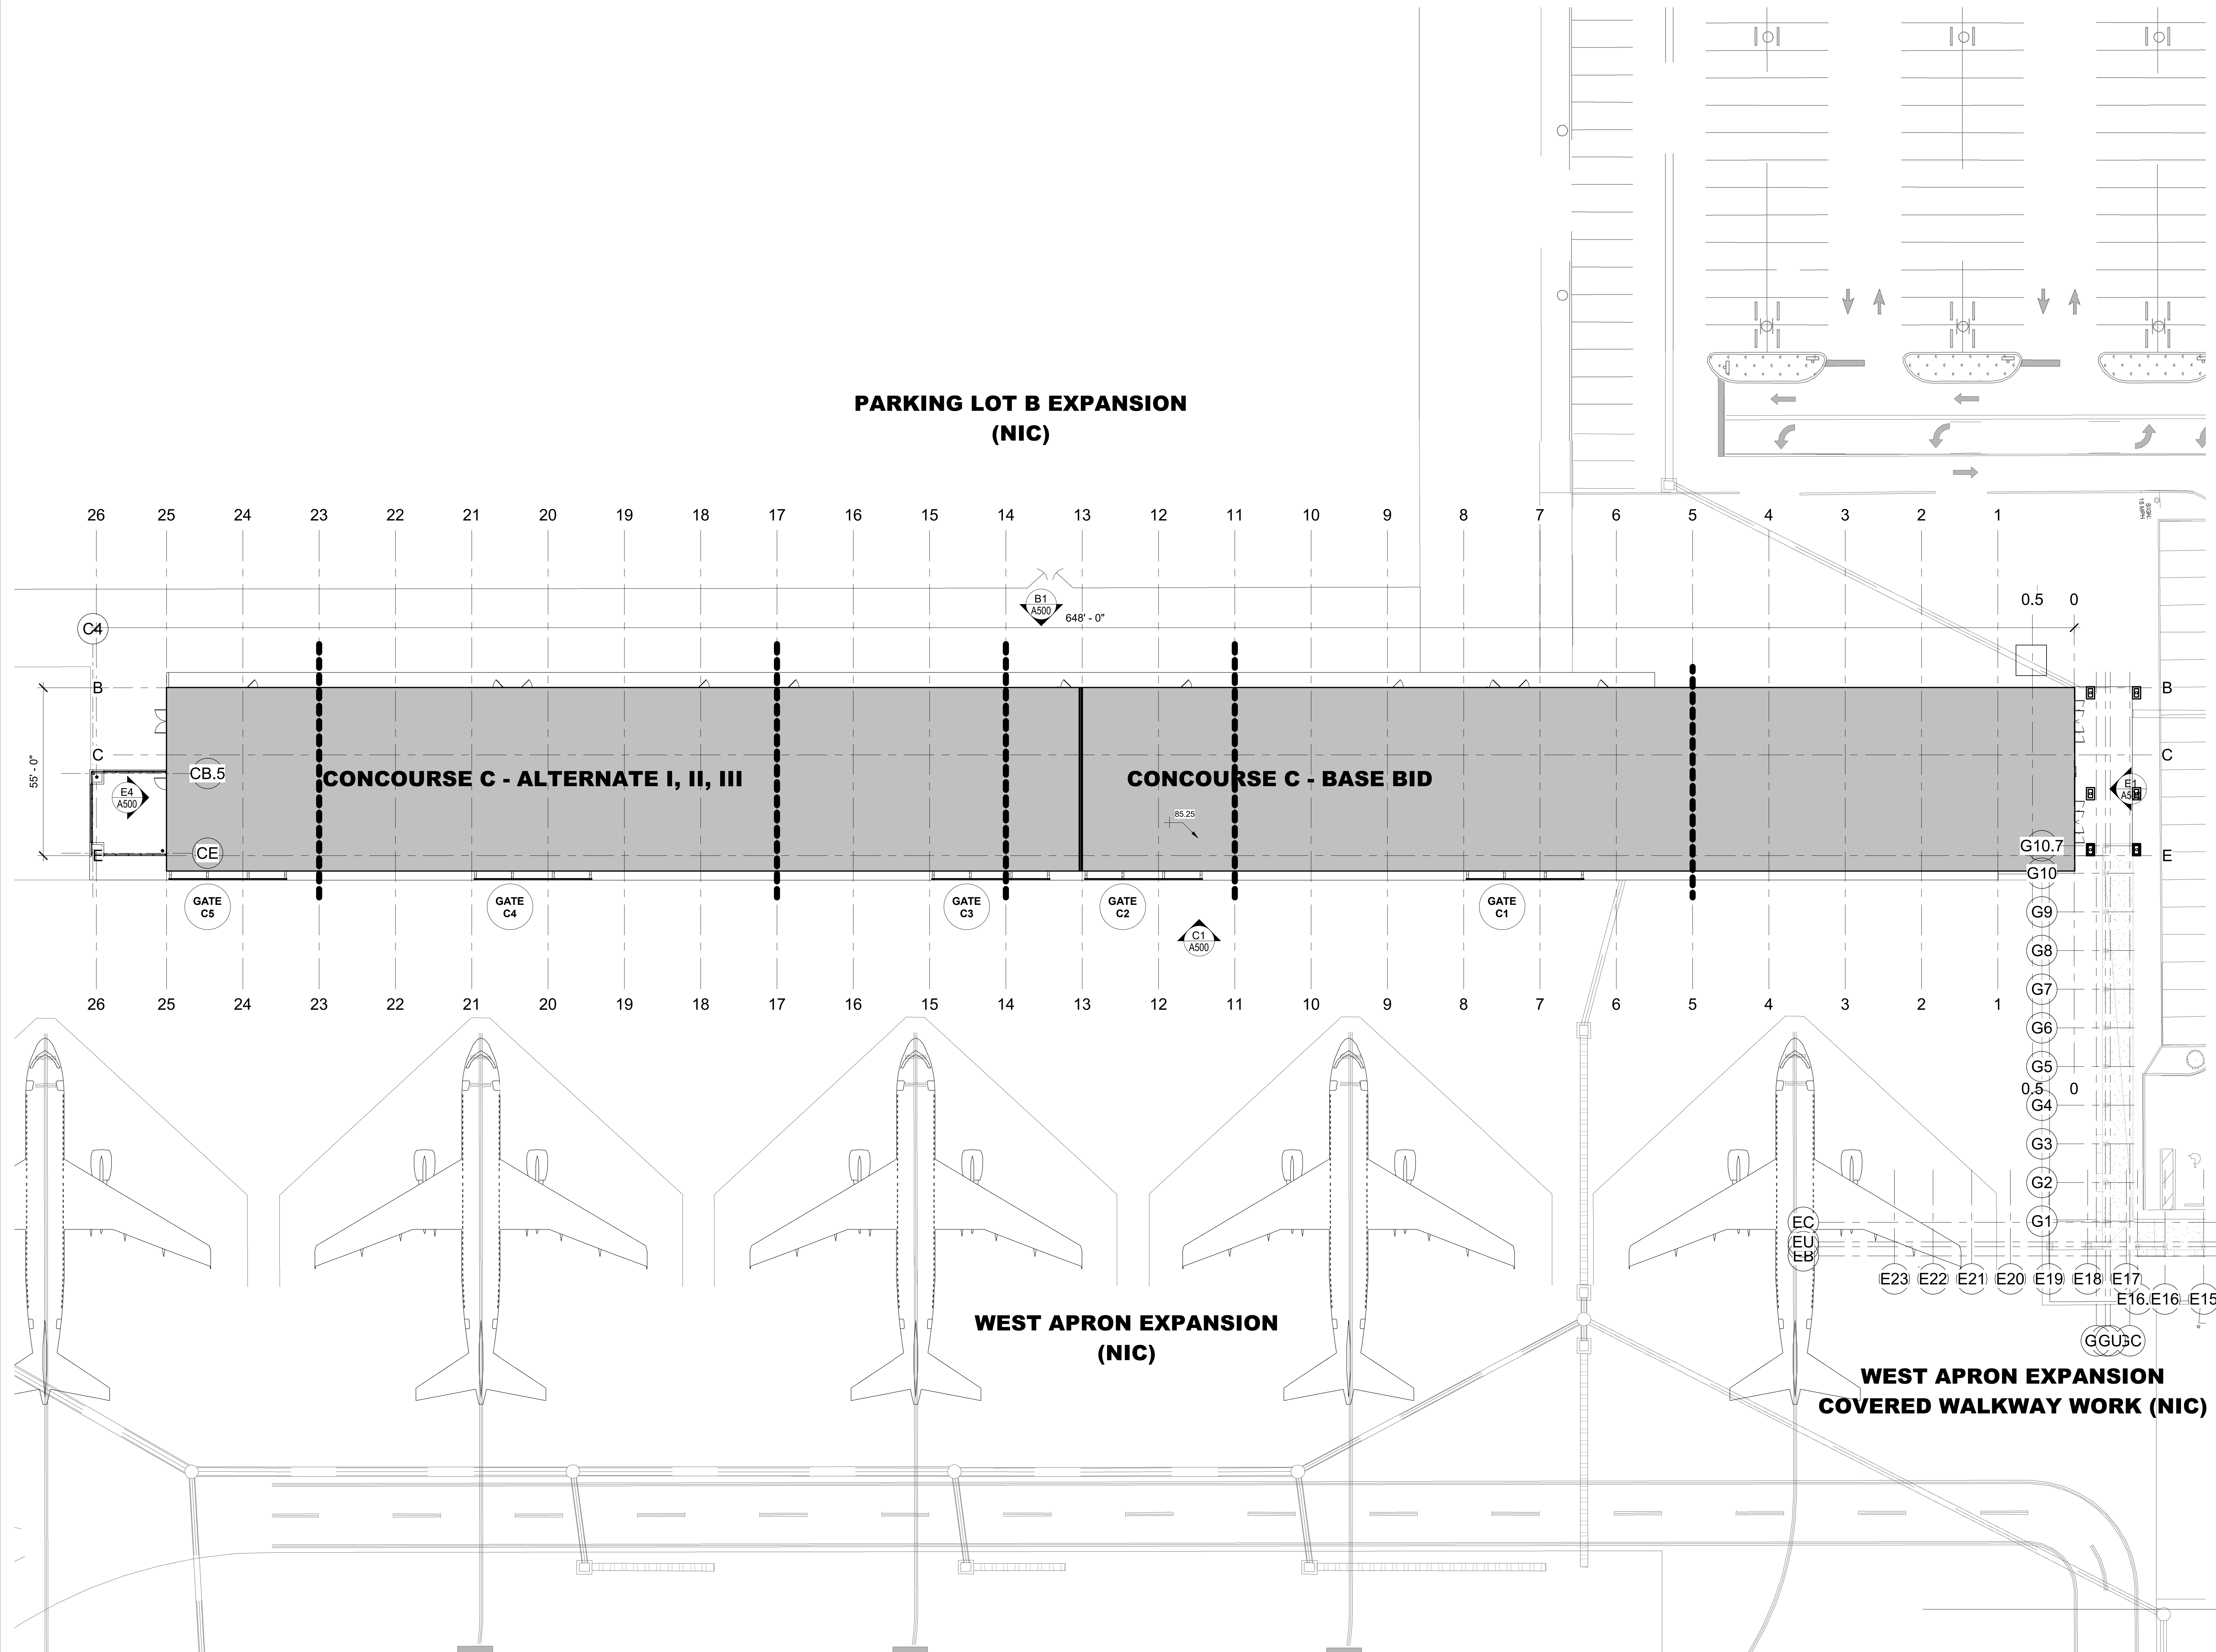 PARKING LOT B EXPANSION
(NIC)
SIGN:
15 MPH
26 25 24 23 22 21 20 19 18 17 16 15 14 13 12 11 10 9 8 7 6 5 4 3 2 1
0.5 0
B1
A500
648' - 0"
C4
B
B
C
C
55' - 0"
CB.5
CONCOURSE C - ALTERNATE I, II, III
CONCOURSE C - BASE BID
E4
A500
E1
85.25
CE
E
E
G10.7
G10
GATE
C5
GATE
C4
GATE
C3
GATE
C2
GATE
C1
G9
C1
A500
G8
G7
26 25 24 23 22 21 20 19 18 17 16 15 14 13 12 11 10 9 8 7 6 5 4 3 2 1
G6
G5
0.5 0
G4
G3
G2
G1
EC
EU
EB
E23 E22 E21 E20 E19 E18 E17
E16 E15
WEST APRON EXPANSION
(NIC)
GU
WEST APRON EXPANSION
COVERED WALKWAY WORK (NIC)